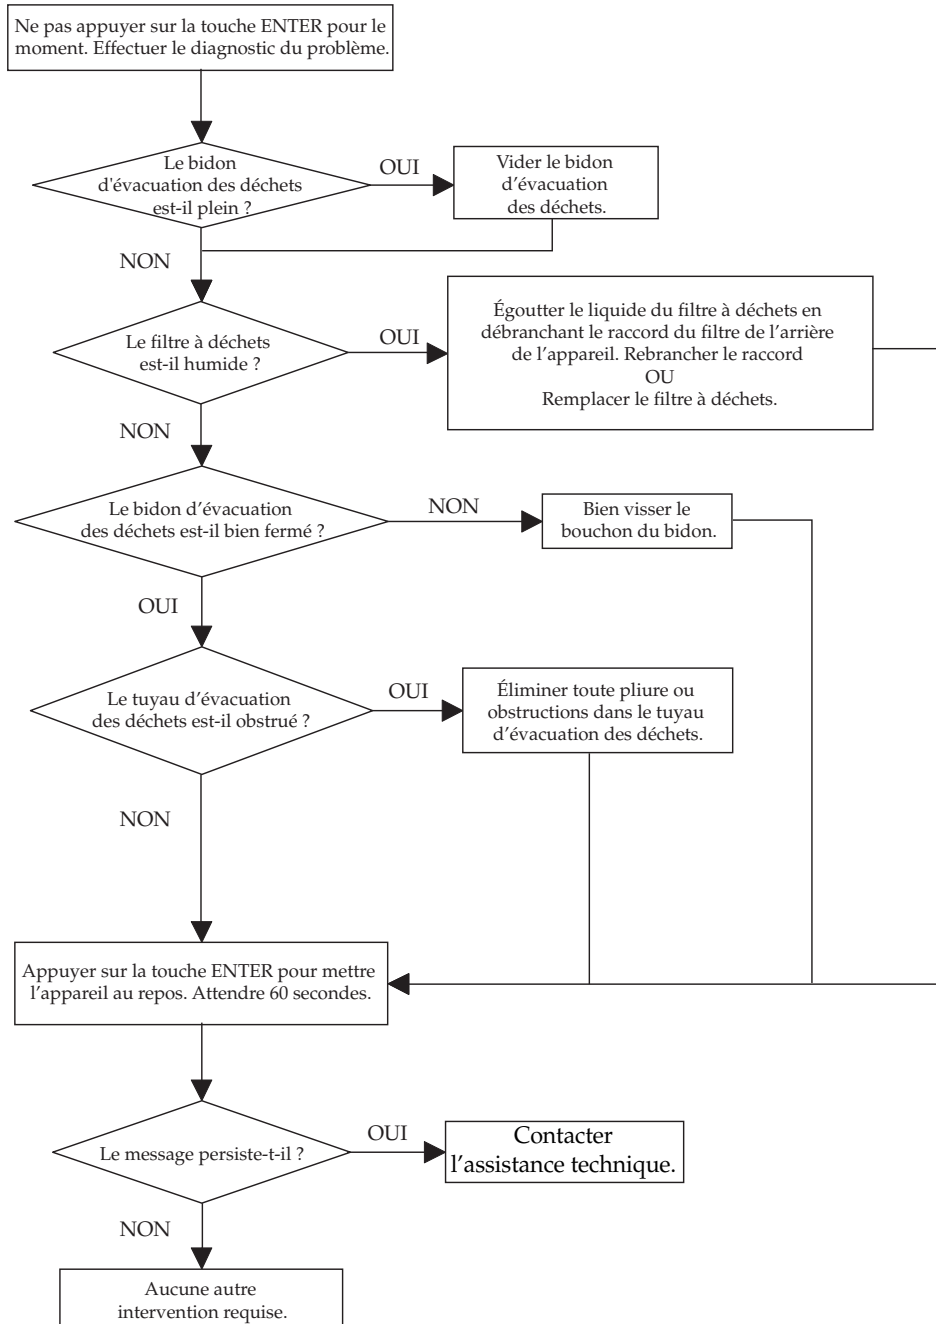 Ne pas appuyer sur la touche ENTER pour le
moment. Effectuer le diagnostic du problème.
Le bidon
d'évacuation des déchets
est-il plein ?
OUI
Vider le bidon
d’évacuation
des déchets.
NON
Le filtre à déchets
est-il humide ?
OUI
Égoutter le liquide du filtre à déchets en
débranchant le raccord du filtre de l’arrière
de l’appareil. Rebrancher le raccord
OU
Remplacer le filtre à déchets.
NON
Le bidon d’évacuation
des déchets est-il bien fermé ?
NON
Bien visser le
bouchon du bidon.
OUI
Le tuyau d’évacuation
des déchets est-il obstrué ?
OUI
Éliminer toute pliure ou
obstructions dans le tuyau
d’évacuation des déchets.
NON
Appuyer sur la touche ENTER pour mettre
l’appareil au repos. Attendre 60 secondes.
Le message persiste-t-il ?
OUI
Contacter
l’assistance technique.
NON
Aucune autre
intervention requise.